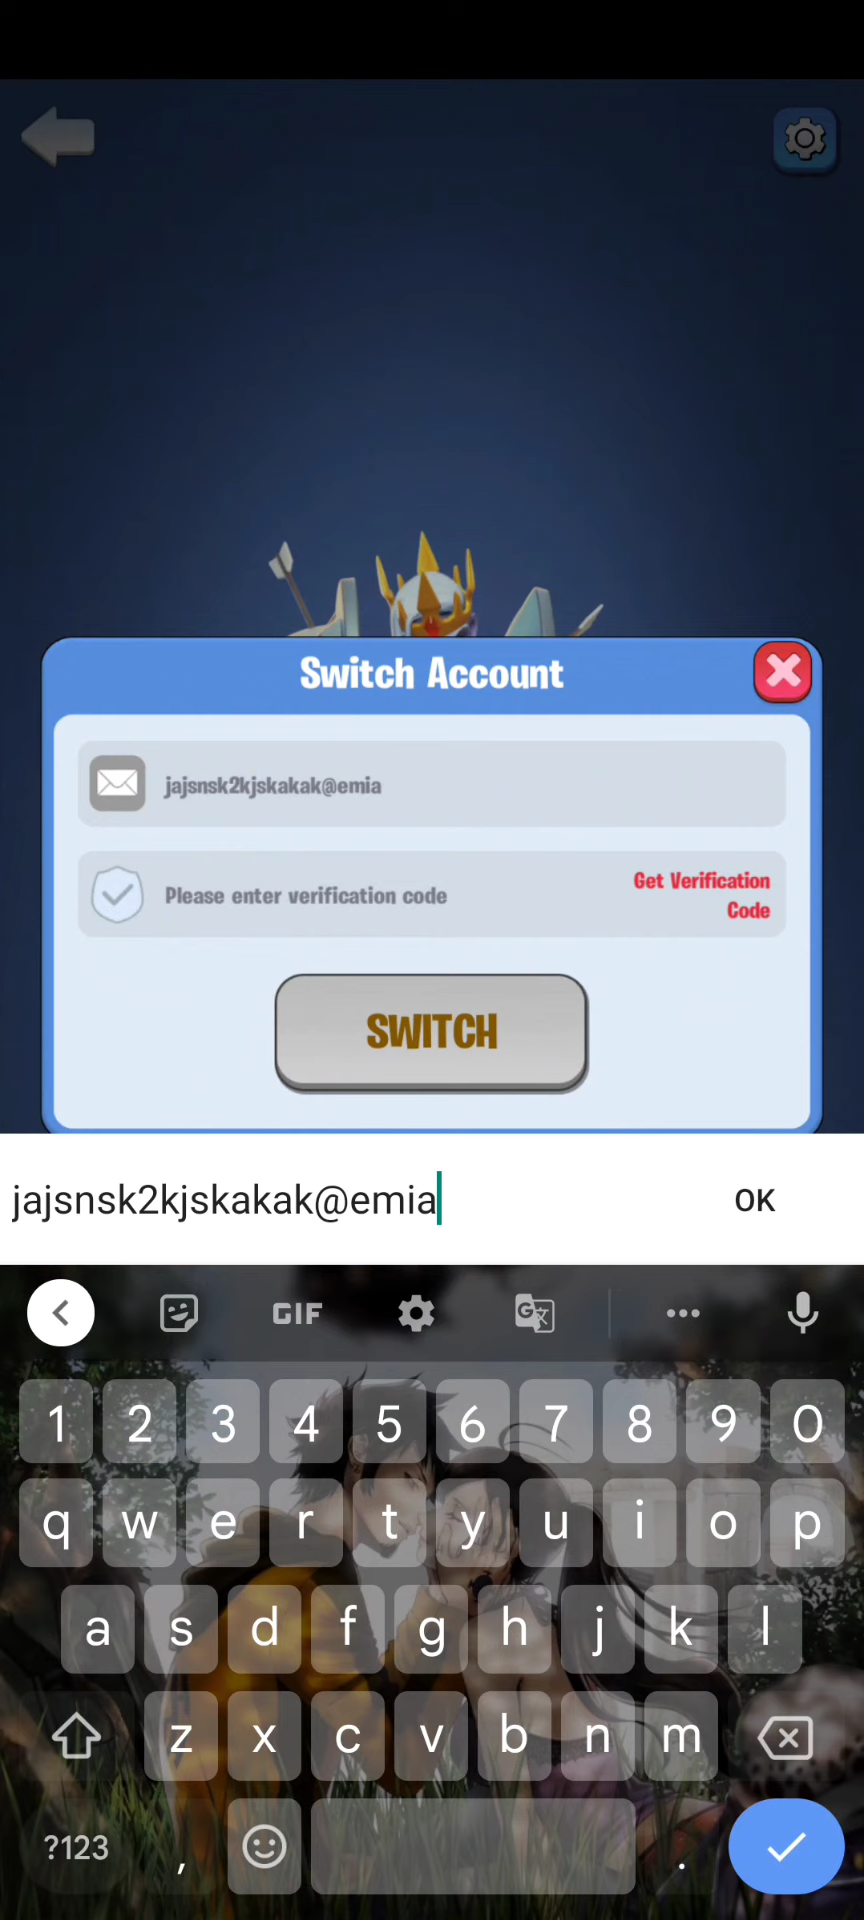 Switch Account
jajsnsk2kjskakak@emia
Please enter verification code
Get Verification
Code
SWITCH
jajsnsk2kjskakak@emia
OK
GIF
G
1 2 3 4 5 6 7 8 9 0
q w e r t y u i o p
a s d f g h j k l
z x c v b n m
?123 , .